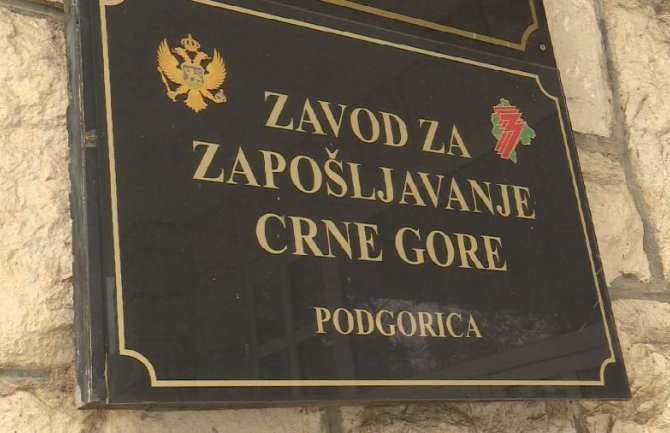 ZAVOD ZA
ZAPOŠLJAVANJE
CRNE GORE
PODGORICA